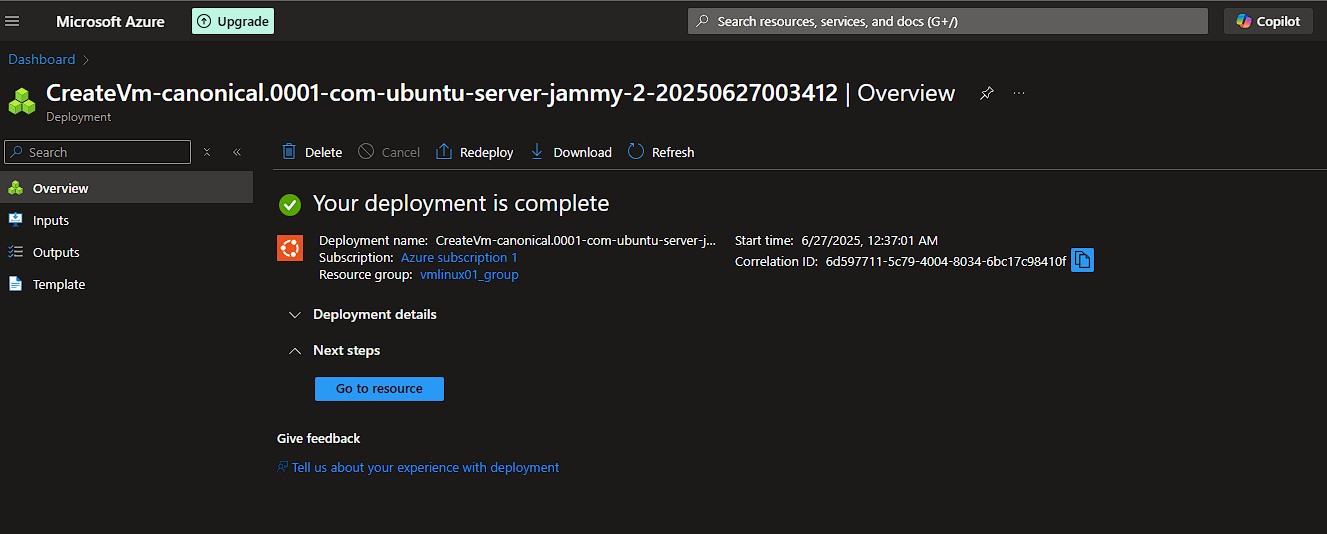 Microsoft Azure
Upgrade
Search resources, services, and docs (G+/)
Copilot
Dashboard
CreateVm-canonical.0001-com-ubuntu-server-jammy-2-20250627003412 | Overview
Deployment
Search
Delete
Cancel
Redeploy
Download
Refresh
Overview
Inputs
Outputs
Template
Your deployment is complete
Deployment name: CreateVm-canonical.0001-com-ubuntu-server-j...
Subscription: Azure subscription 1
Resource group: vmlinux01_group
Start time: 6/27/2025, 12:37:01 AM
Correlation ID: 6d597711-5c79-4004-8034-6bc17c98410f
Deployment details
Next steps
Go to resource
Give feedback
Tell us about your experience with deployment